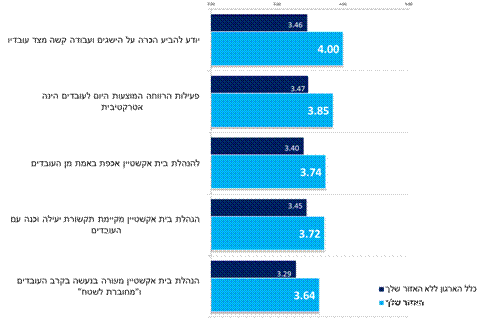 3.46
יודע להביע הכרה על הישגים ועבודה קשה מצד עובדיו
4.00
3.47
פעילות הרווחה המוצעות היום לעובדים הינה
אטרקטיבית
3.85
3.40
להנהלת בית אקשטיין אכפת באמת מן העובדים
3.74
3.45
הנהלת בית אקשטיין מקיימת תקשורת יעילה וכנה עם
העובדים
3.72
3.29
הנהלת בית אקשטיין מעורה בנעשה בקרב העובדים
ו"מחוברת לשטח"
3.64
כלל הארגון ללא האזור שלך
האזור שלך